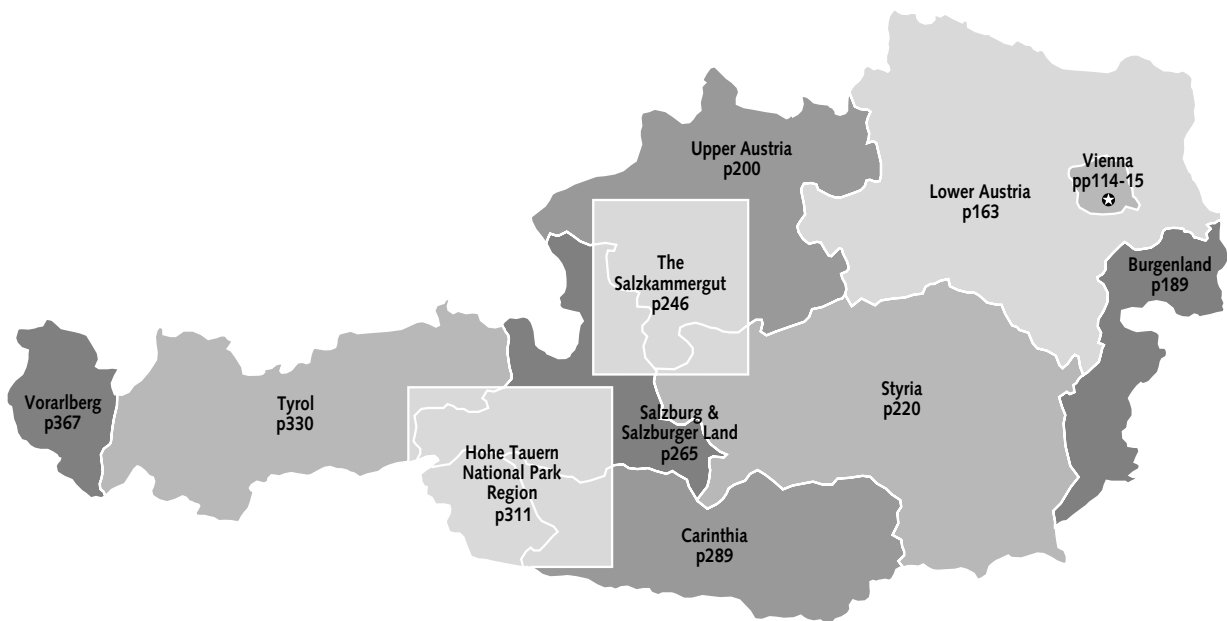 Upper Austria
p200
Vienna
pp114-15
Lower Austria
p163
The
Salzkammergut
p246
Burgenland
p189
Vorarlberg
p367
Tyrol
p330
Styria
p220
Salzburg &
Salzburger Land
p265
Hohe Tauern
National Park
Region
p311
Carinthia
p289